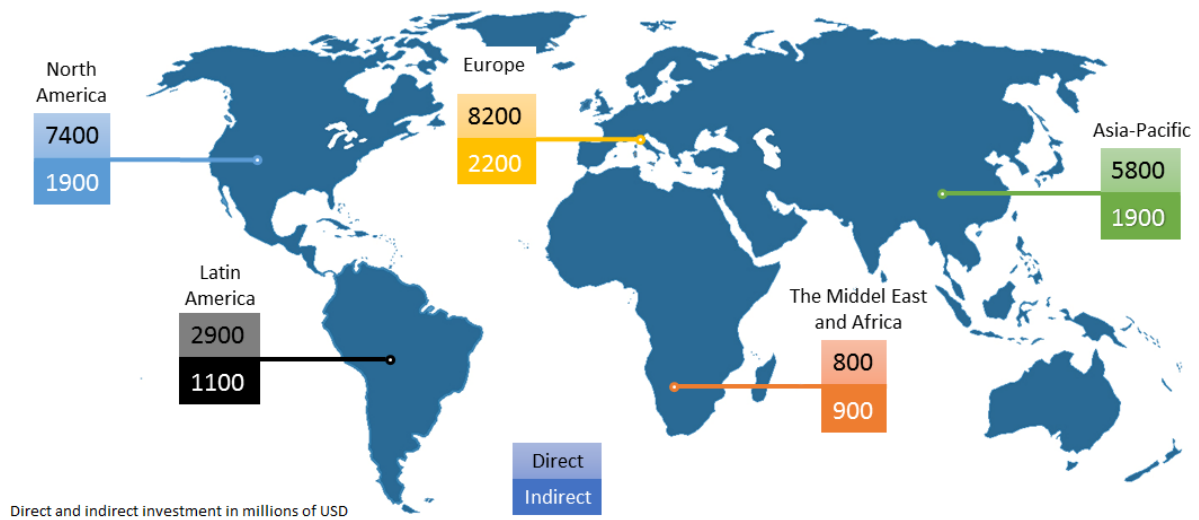 North
America
7400
1900
Europe
8200
2200
Asia-Pacific
5800
1900
Latin
America
2900
1100
The Middel East
and Africa
800
900
Direct
Indirect
Direct and indirect investment in millions of USD